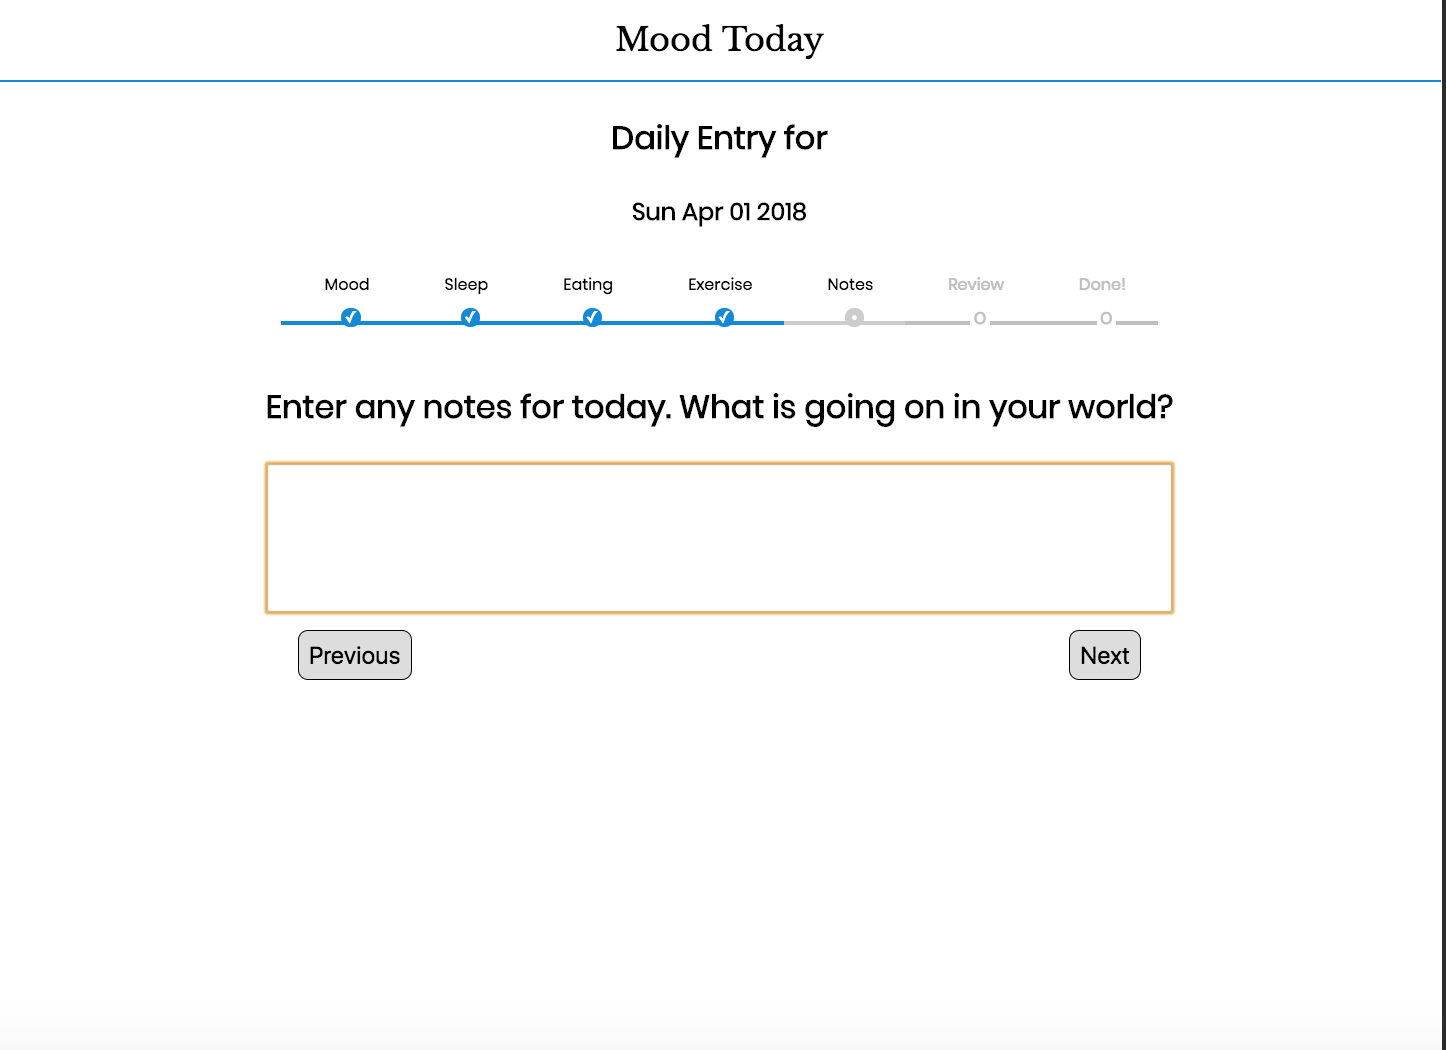 Mood Today
Daily Entry for
Sun Apr 01 2018
Mood Sleep Eating Exercise Notes Review Done!
Enter any notes for today. What is going on in your world?
Previous Next